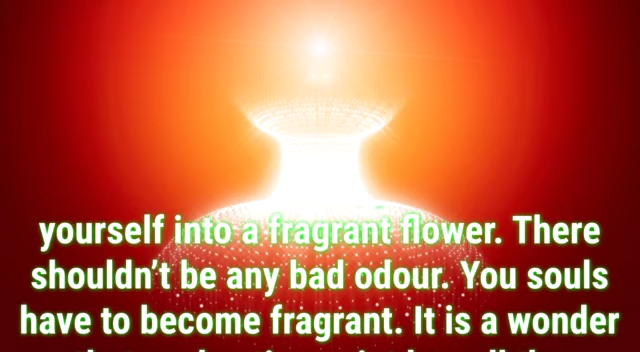 yourself into a fragrant flower. There
shouldn't be any bad odour. You souls
have to become fragrant. It is a wonder